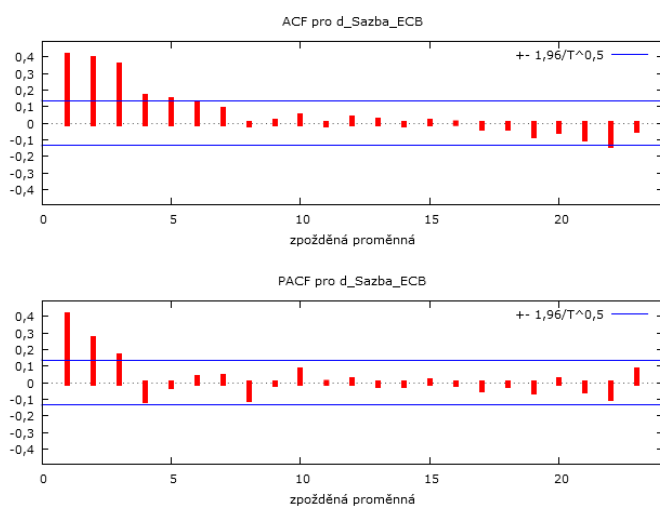 ACF pro d_Sazba_ECB
+- 1,96/T^0,5
0,4
0,3
0,2
0,1
0
-0,1
-0,2
-0,3
-0,4
0 5 10 15 20
zpožděná proměnná
PACF pro d_Sazba_ECB
+- 1,96/T^0,5
0,4
0,3
0,2
0,1
0
-0,1
-0,2
-0,3
-0,4
0 5 10 15 20
zpožděná proměnná